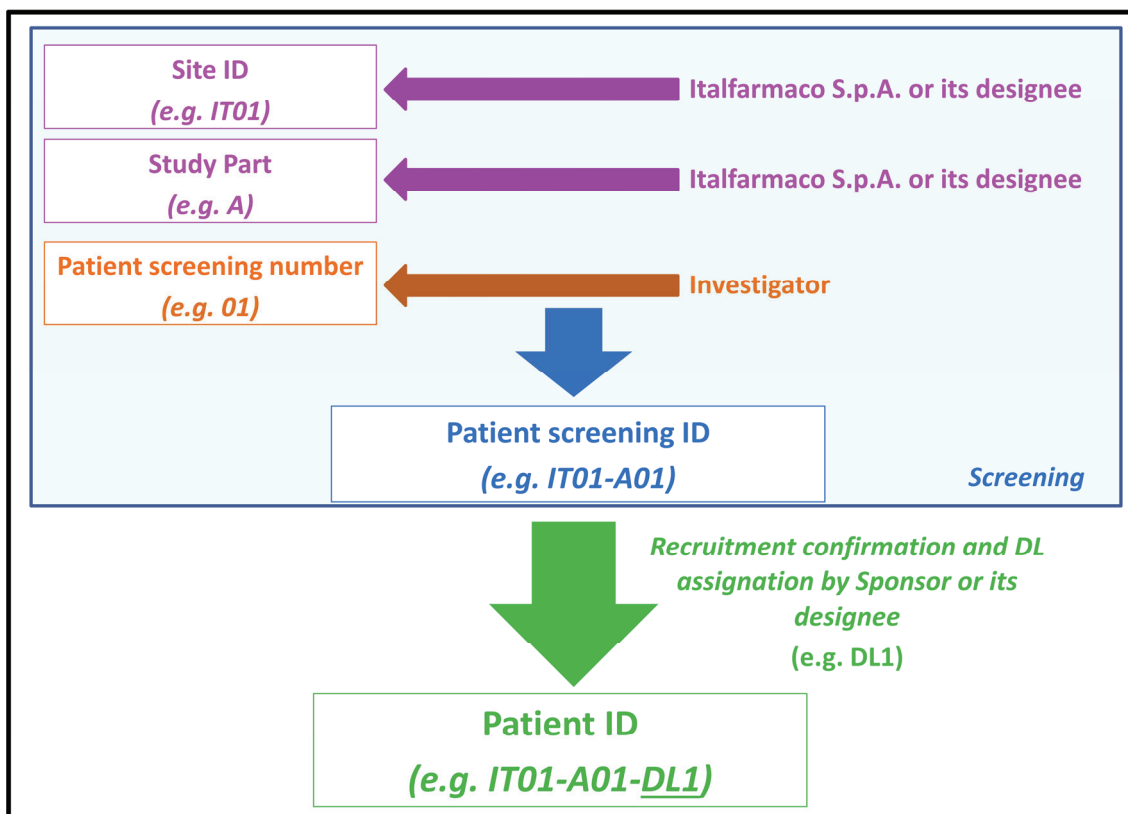 Site ID
(e.g. IT01)
Italfarmaco S.p.A. or its designee
Study Part
(e.g. A)
Italfarmaco S.p.A. or its designee
Patient screening number
(e.g. 01)
Investigator
Patient screening ID
(e.g. IT01-A01)
Screening
Recruitment confirmation and DL
assignation by Sponsor or its
designee
(e.g. DL1)
Patient ID
(e.g. IT01-A01-DL1)